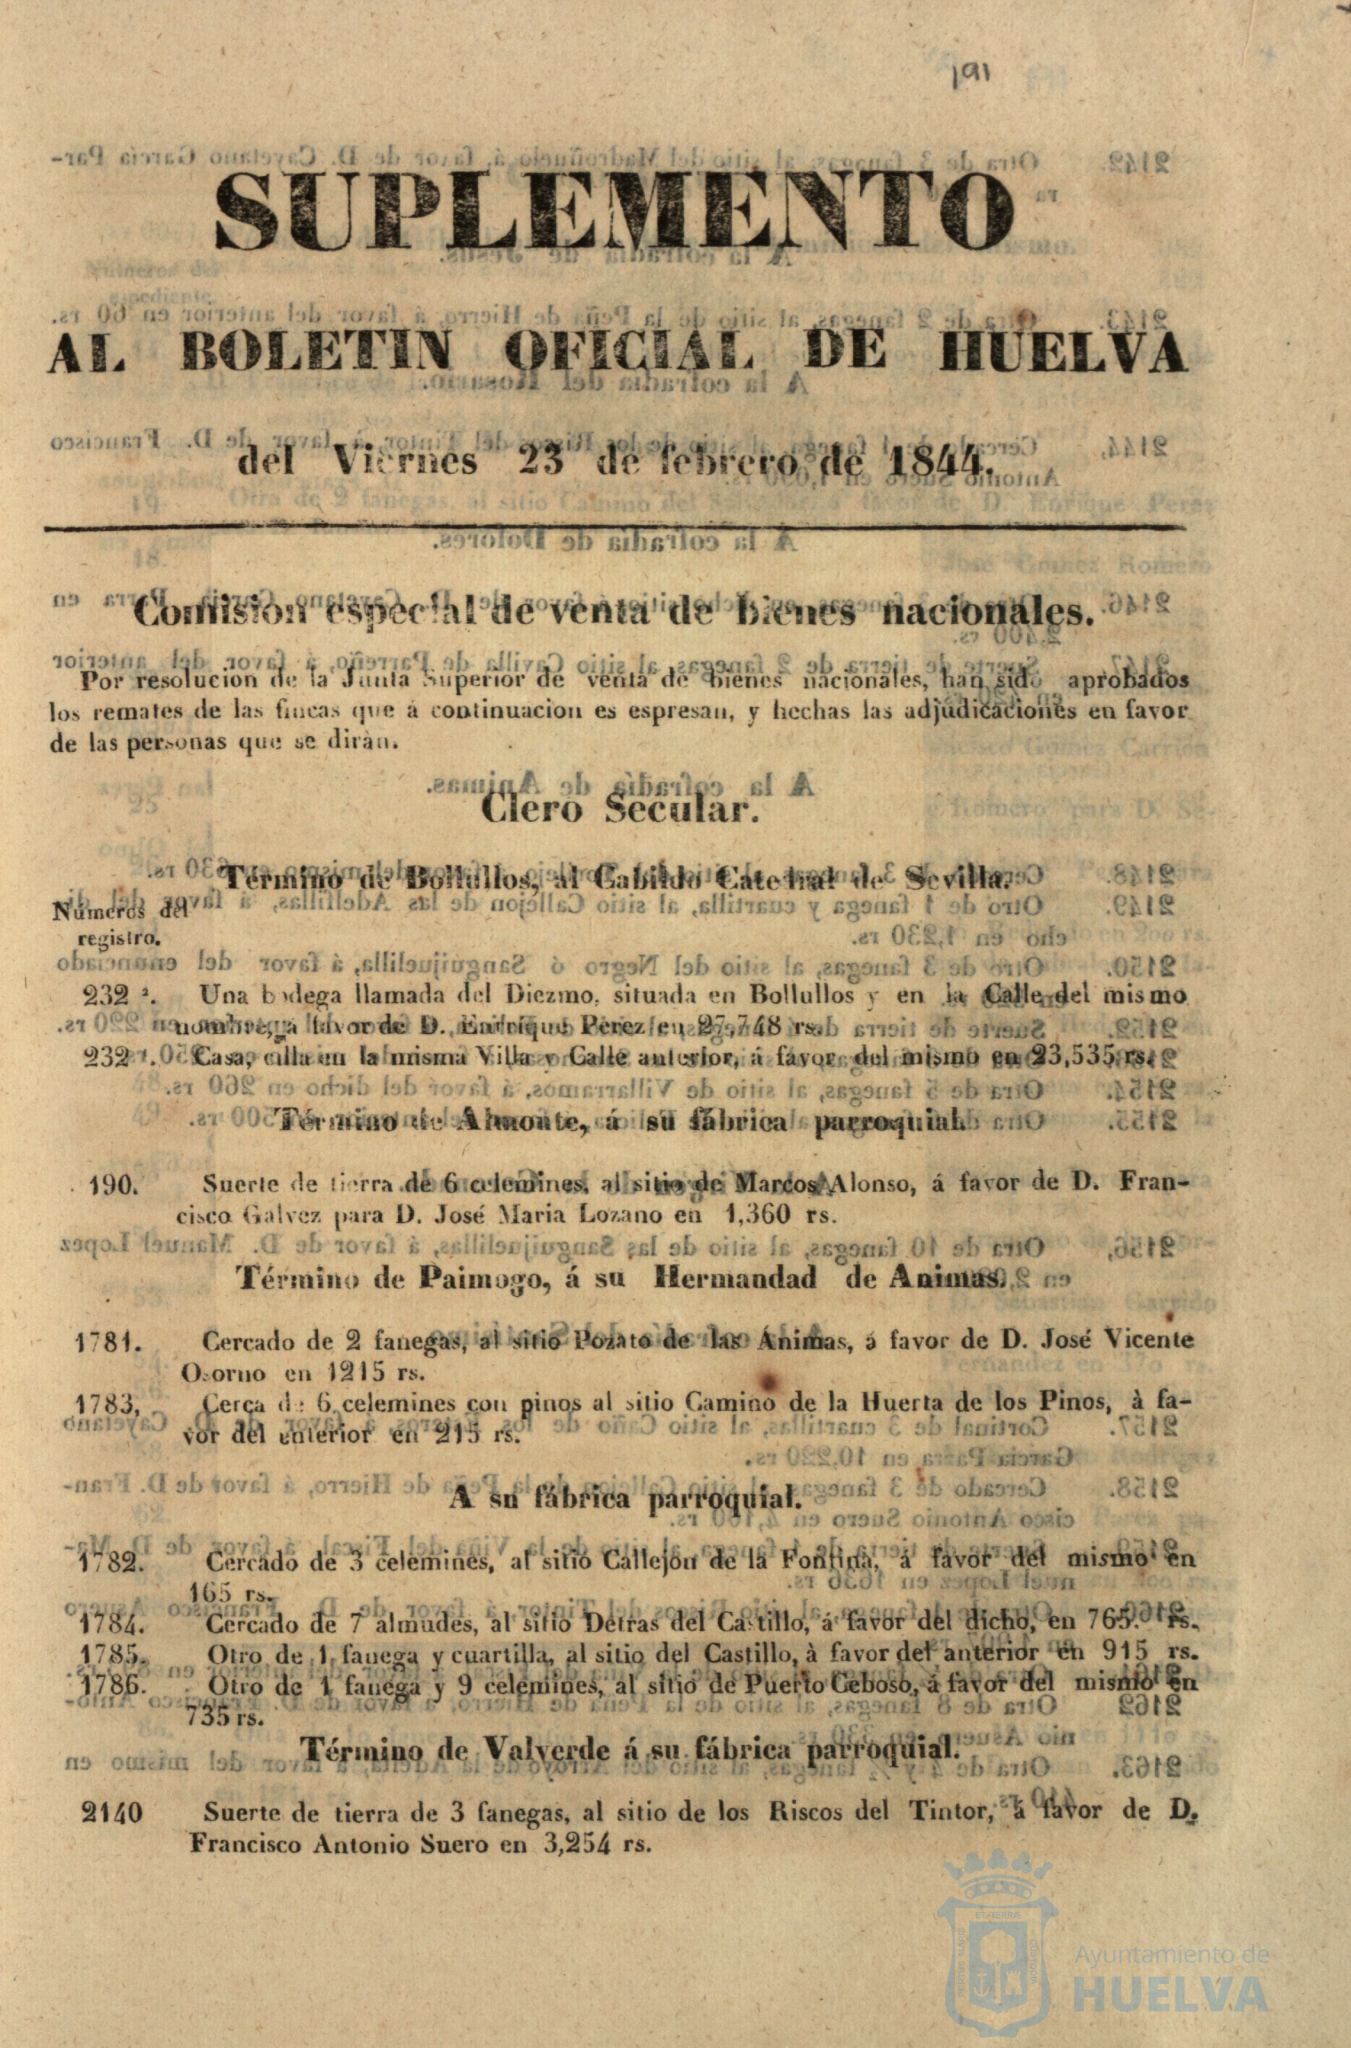 191
SUPLEMENTO
AL BOLETIN OFICIAL DE HUELVA
del Viernes 23 de febrero de 1844.
Comision especial de venta de bienes nacionales.
Por resolucion de la Junta Superior de venta de bienes nacionales, han sido aprobados
los remates de las fincas que á continuacion es espresan, y hechas las adjudicaciones en favor
de las personas que se diràn.
Clero Secular.
Término de Bollullos, al Cabildo Catedral de Sevilla.
Números del
registro.
232 ². Una bodega llamada del Diezmo, situada en Bollullos y en la Calle del mismo
nombre, á favor de D. Enrique Perez en 27,748 rs.
232 ¹. Casa, cilla en la misma Villa y Calle anterior, á favor del mismo en 23,535 rs.
Término de Almonte, á su fábrica parroquial.
190. Suerte de tierra de 6 celemines, al sitio de Marcos Alonso, á favor de D. Fran-
cisco Galvez para D. José Maria Lozano en 1,360 rs.
Término de Paimogo, á su Hermandad de Animas.
1781. Cercado de 2 fanegas, al sitio Pozato de las Ánimas, á favor de D. José Vicente
Osorno en 1215 rs.
1783, Cerca de 6 celemines con pinos al sitio Camino de la Huerta de los Pinos, à fa-
vor del anterior en 215 rs.
A su fábrica parroquial.
1782. Cercado de 3 celemines, al sitio Callejon de la Fontina, á favor del mismo en
165 rs.
1784. Cercado de 7 almudes, al sitio Detras del Castillo, á favor del dicho, en 765. rs.
1785. Otro de 1 fanega y cuartilla, al sitio del Castillo, à favor del anterior en 915 rs.
1786. Otro de 1 fanega y 9 celemines, al sitio de Puerto Ceboso, á favor del mismo en
735 rs.
Término de Valverde á su fábrica parroquial.
2140 Suerte de tierra de 3 fanegas, al sitio de los Riscos del Tintor, á favor de D.
Francisco Antonio Suero en 3,254 rs.
Ayuntamiento de
HUELVA